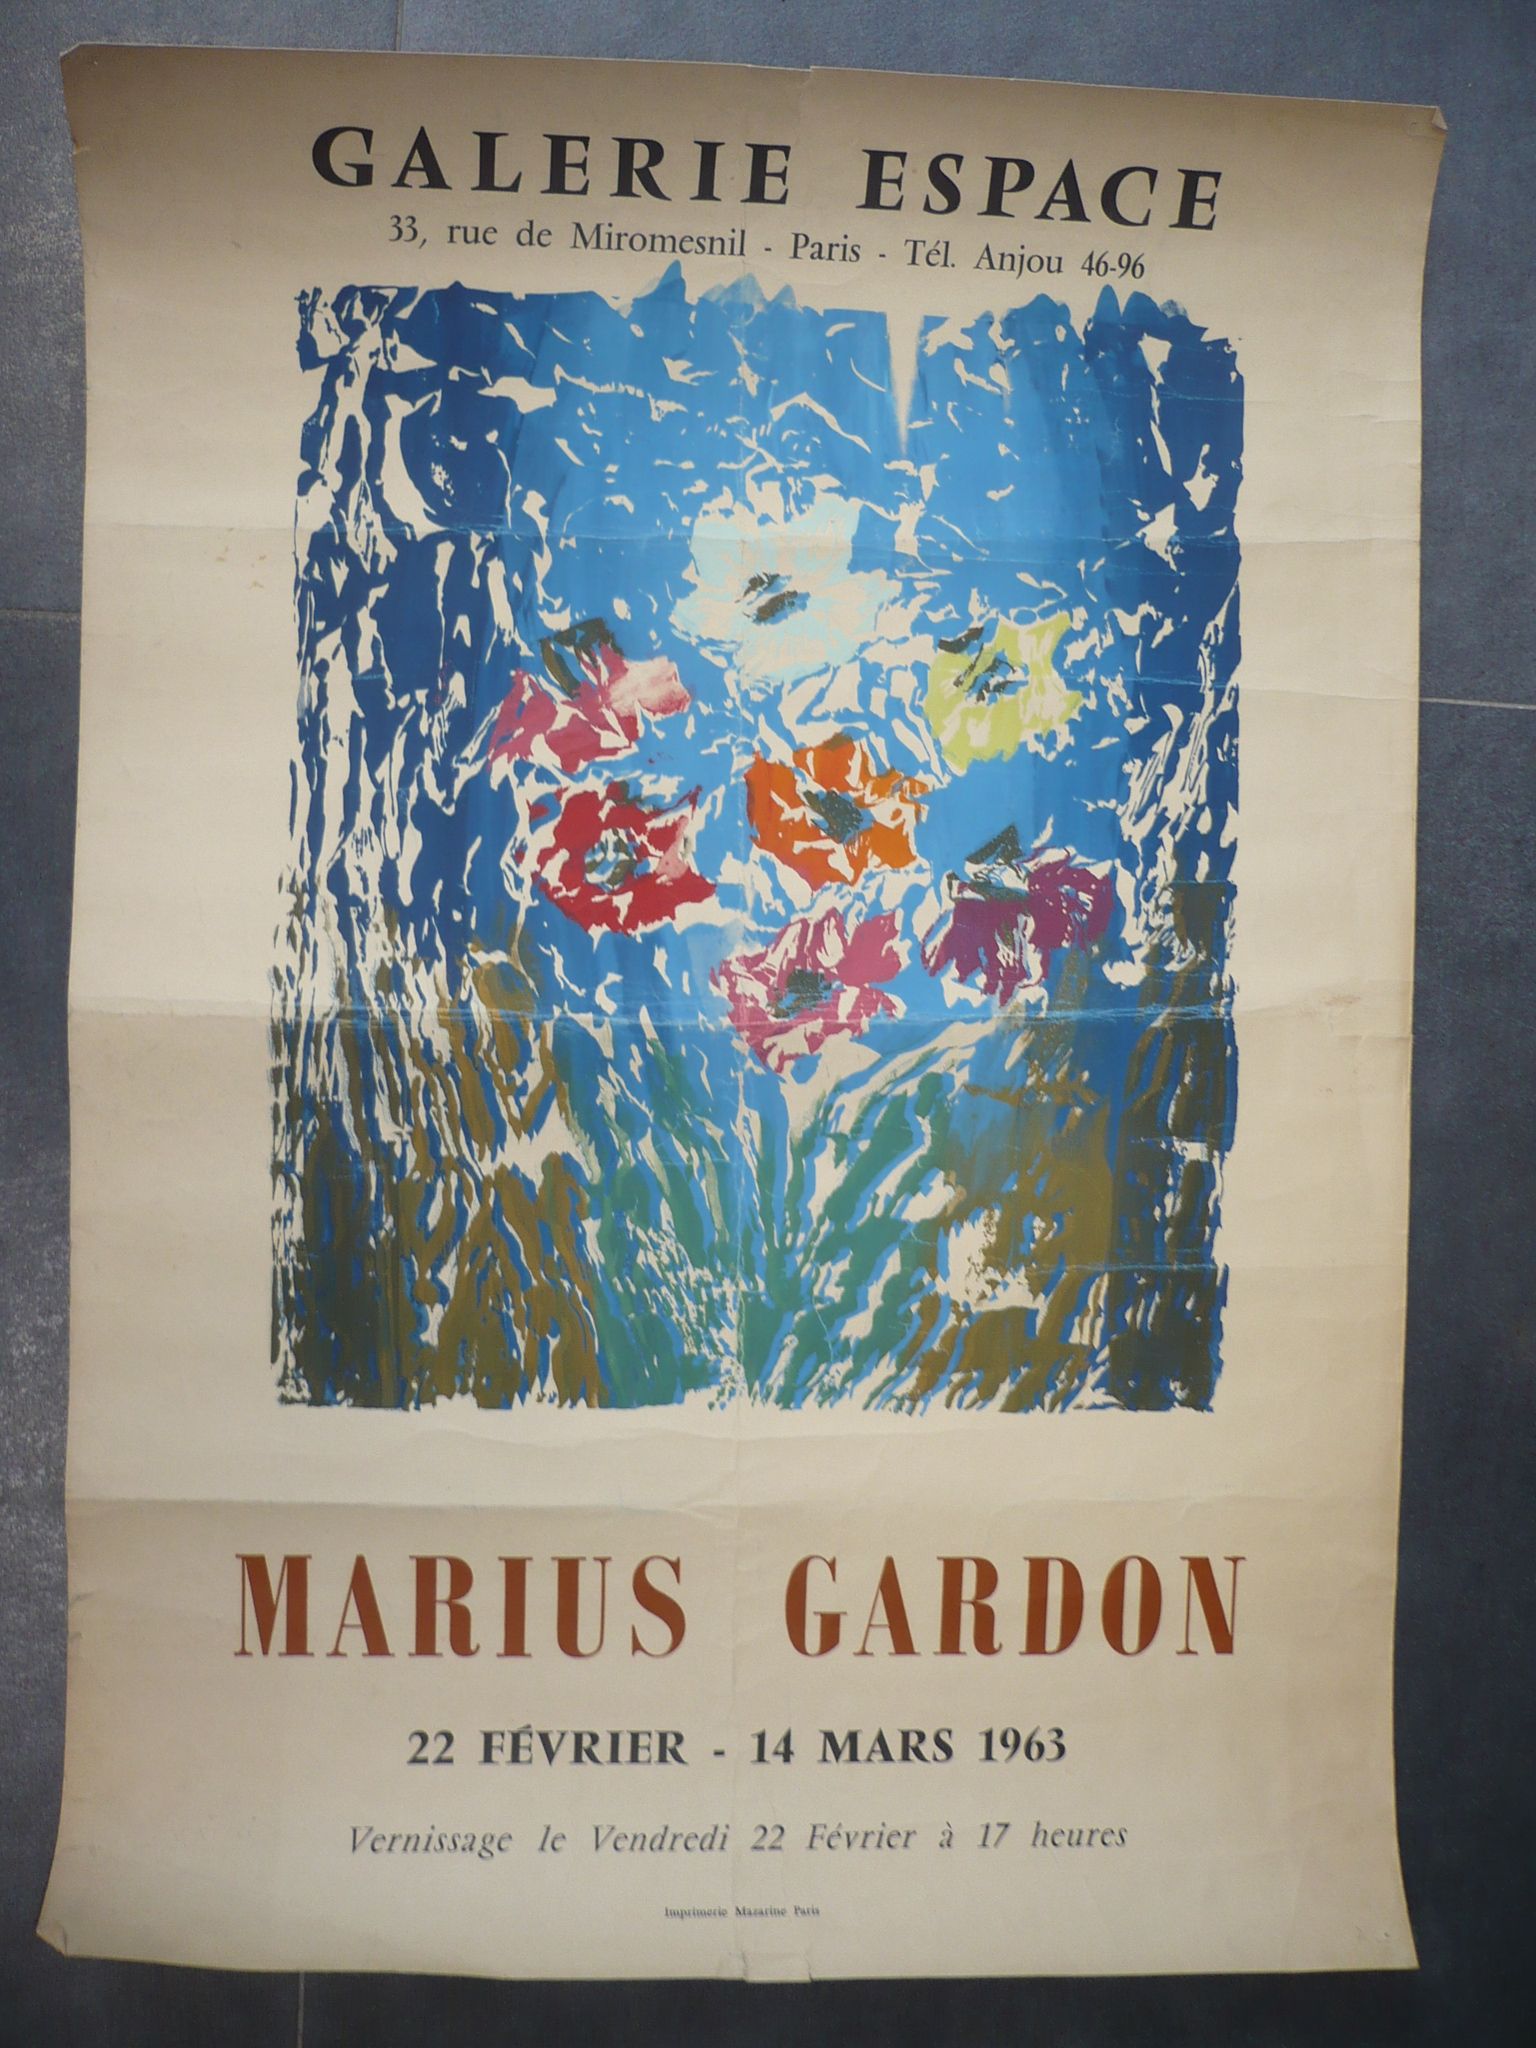 GALERIE ESPACE
33, rue de Miromesnil - Paris - Tél. Anjou 46-96
MARIUS GARDON
22 FÉVRIER - 14 MARS 1963
Vernissage le Vendredi 22 Février à 17 heures
Imprimerie Mazarine Paris